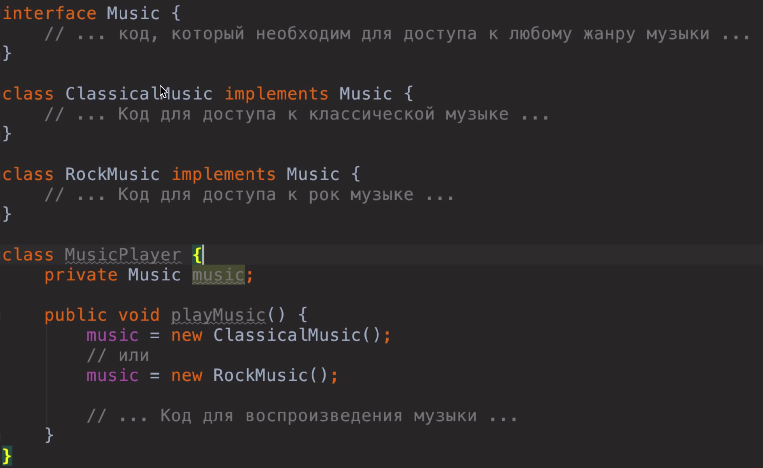 interface Music {
// ... код, который необходим для доступа к любому жанру музыки ...
}
class ClassicalMusic implements Music {
// ... Код для доступа к классической музыке ...
}
class RockMusic implements Music {
// ... Код для доступа к рок музыке ...
}
class MusicPlayer {
private Music music;
public void playMusic() {
music = new ClassicalMusic();
// или
music = new RockMusic();
// ... Код для воспроизведения музыки ...
}
}